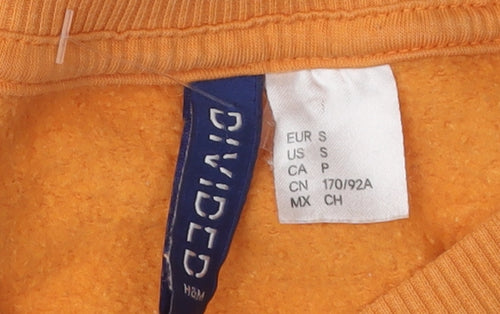 DIVIDED
H&M
EUR S
US S
CA P
CN 170/92A
MX CH